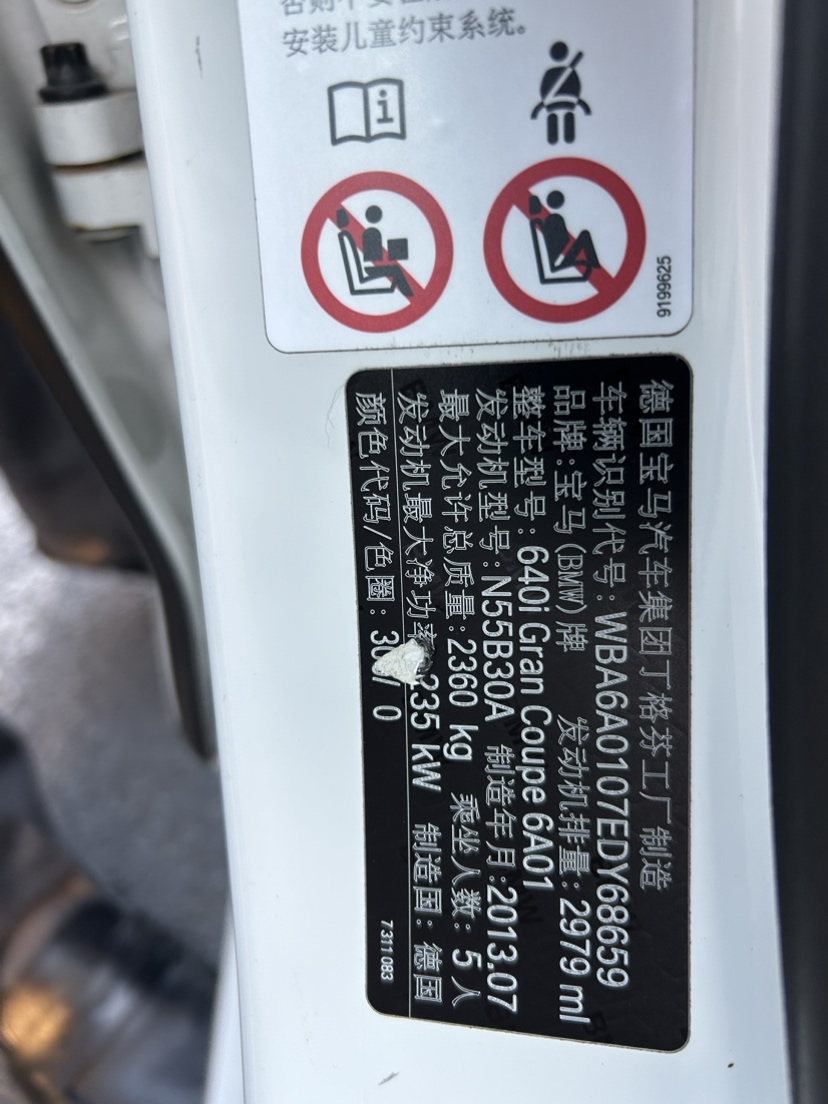 安装儿童约束系统。
9199625
德国宝马汽车集团丁格芬工厂 制造
车辆识别代号: WBA6A0107EDY68659
品牌:宝马(BMW)牌 发动机排量: 2979 ml
整车型号: 640i Gran Coupe 6A01
发动机型号: N55B30A 制造年月: 2013.07
最大允许总质量: 2360 kg 乘坐人数: 5 人
发动机最大净功率 235 kW 制造国: 德国
颜色代码/色圈: 300/ 0
7 311 083